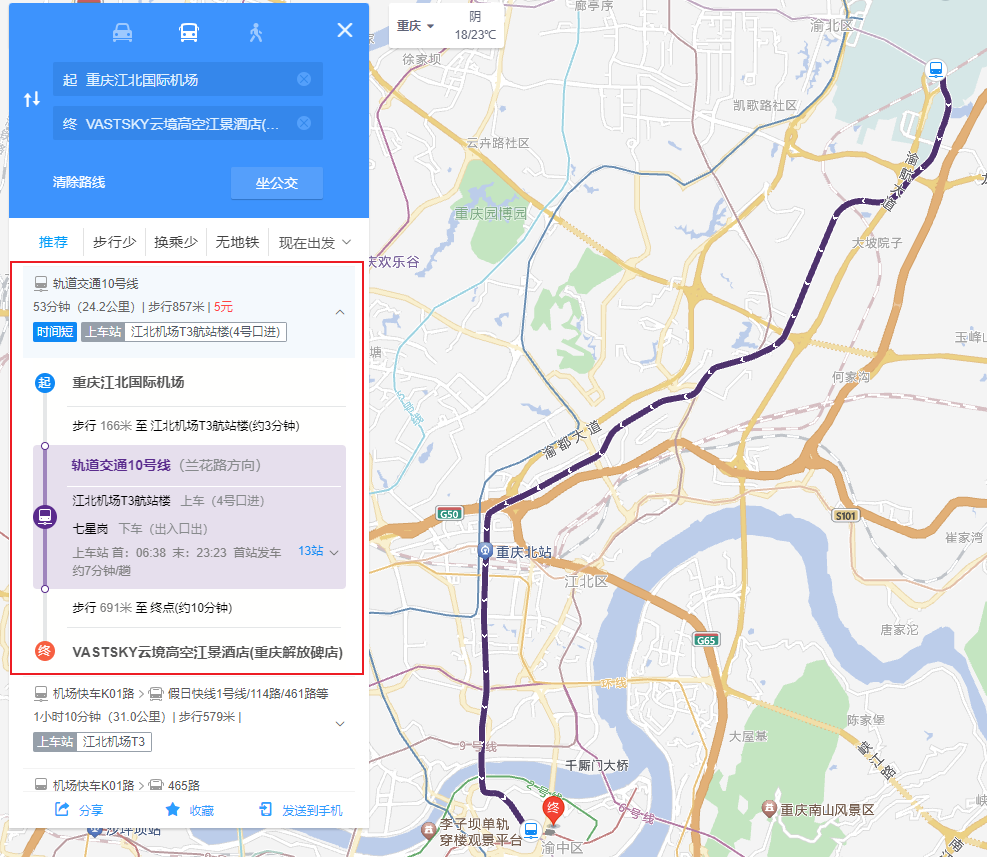 起 重庆江北国际机场
终 VASTSKY云境高空江景酒店(...
清除路线
坐公交
推荐
步行少
换乘少
无地铁
现在出发
轨道交通10号线
53分钟（24.2公里）| 步行857米 | 5元
时间短 上车站 江北机场T3航站楼(4号口进)
起 重庆江北国际机场
步行 166米 至 江北机场T3航站楼(约3分钟)
轨道交通10号线（兰花路方向）
江北机场T3航站楼 上车（4号口进）
七星岗 下车（出入口出）
上车站 首：06:38 末：23:23 首站发车 13站
约7分钟/趟
步行 691米 至 终点(约10分钟)
终 VASTSKY云境高空江景酒店(重庆解放碑店)
机场快车K01路 > 假日快线1号线/114路/461路等
1小时10分钟（31.0公里）| 步行579米 |
上车站 江北机场T3
机场快车K01路 > 465路
分享
收藏
发送到手机
沙坪坝站
重庆
阴
18/23℃
廊亭序
渝北区
徐家坝
凯歌路社区
云卉路社区
渝航大道
龙
重庆园博园
大坡院子
庆欢乐谷
玉峰山
塘
何家沟
渝都大道
G50
S101
崔家湾
重庆北站
江北区
G65
唐家沱
环线
陈家堡
大屋基
9号线
峡江路
千厮门大桥
2号线
终
6号线
重庆南山风景区
李子坝单轨
穿楼观景平台
渝中区